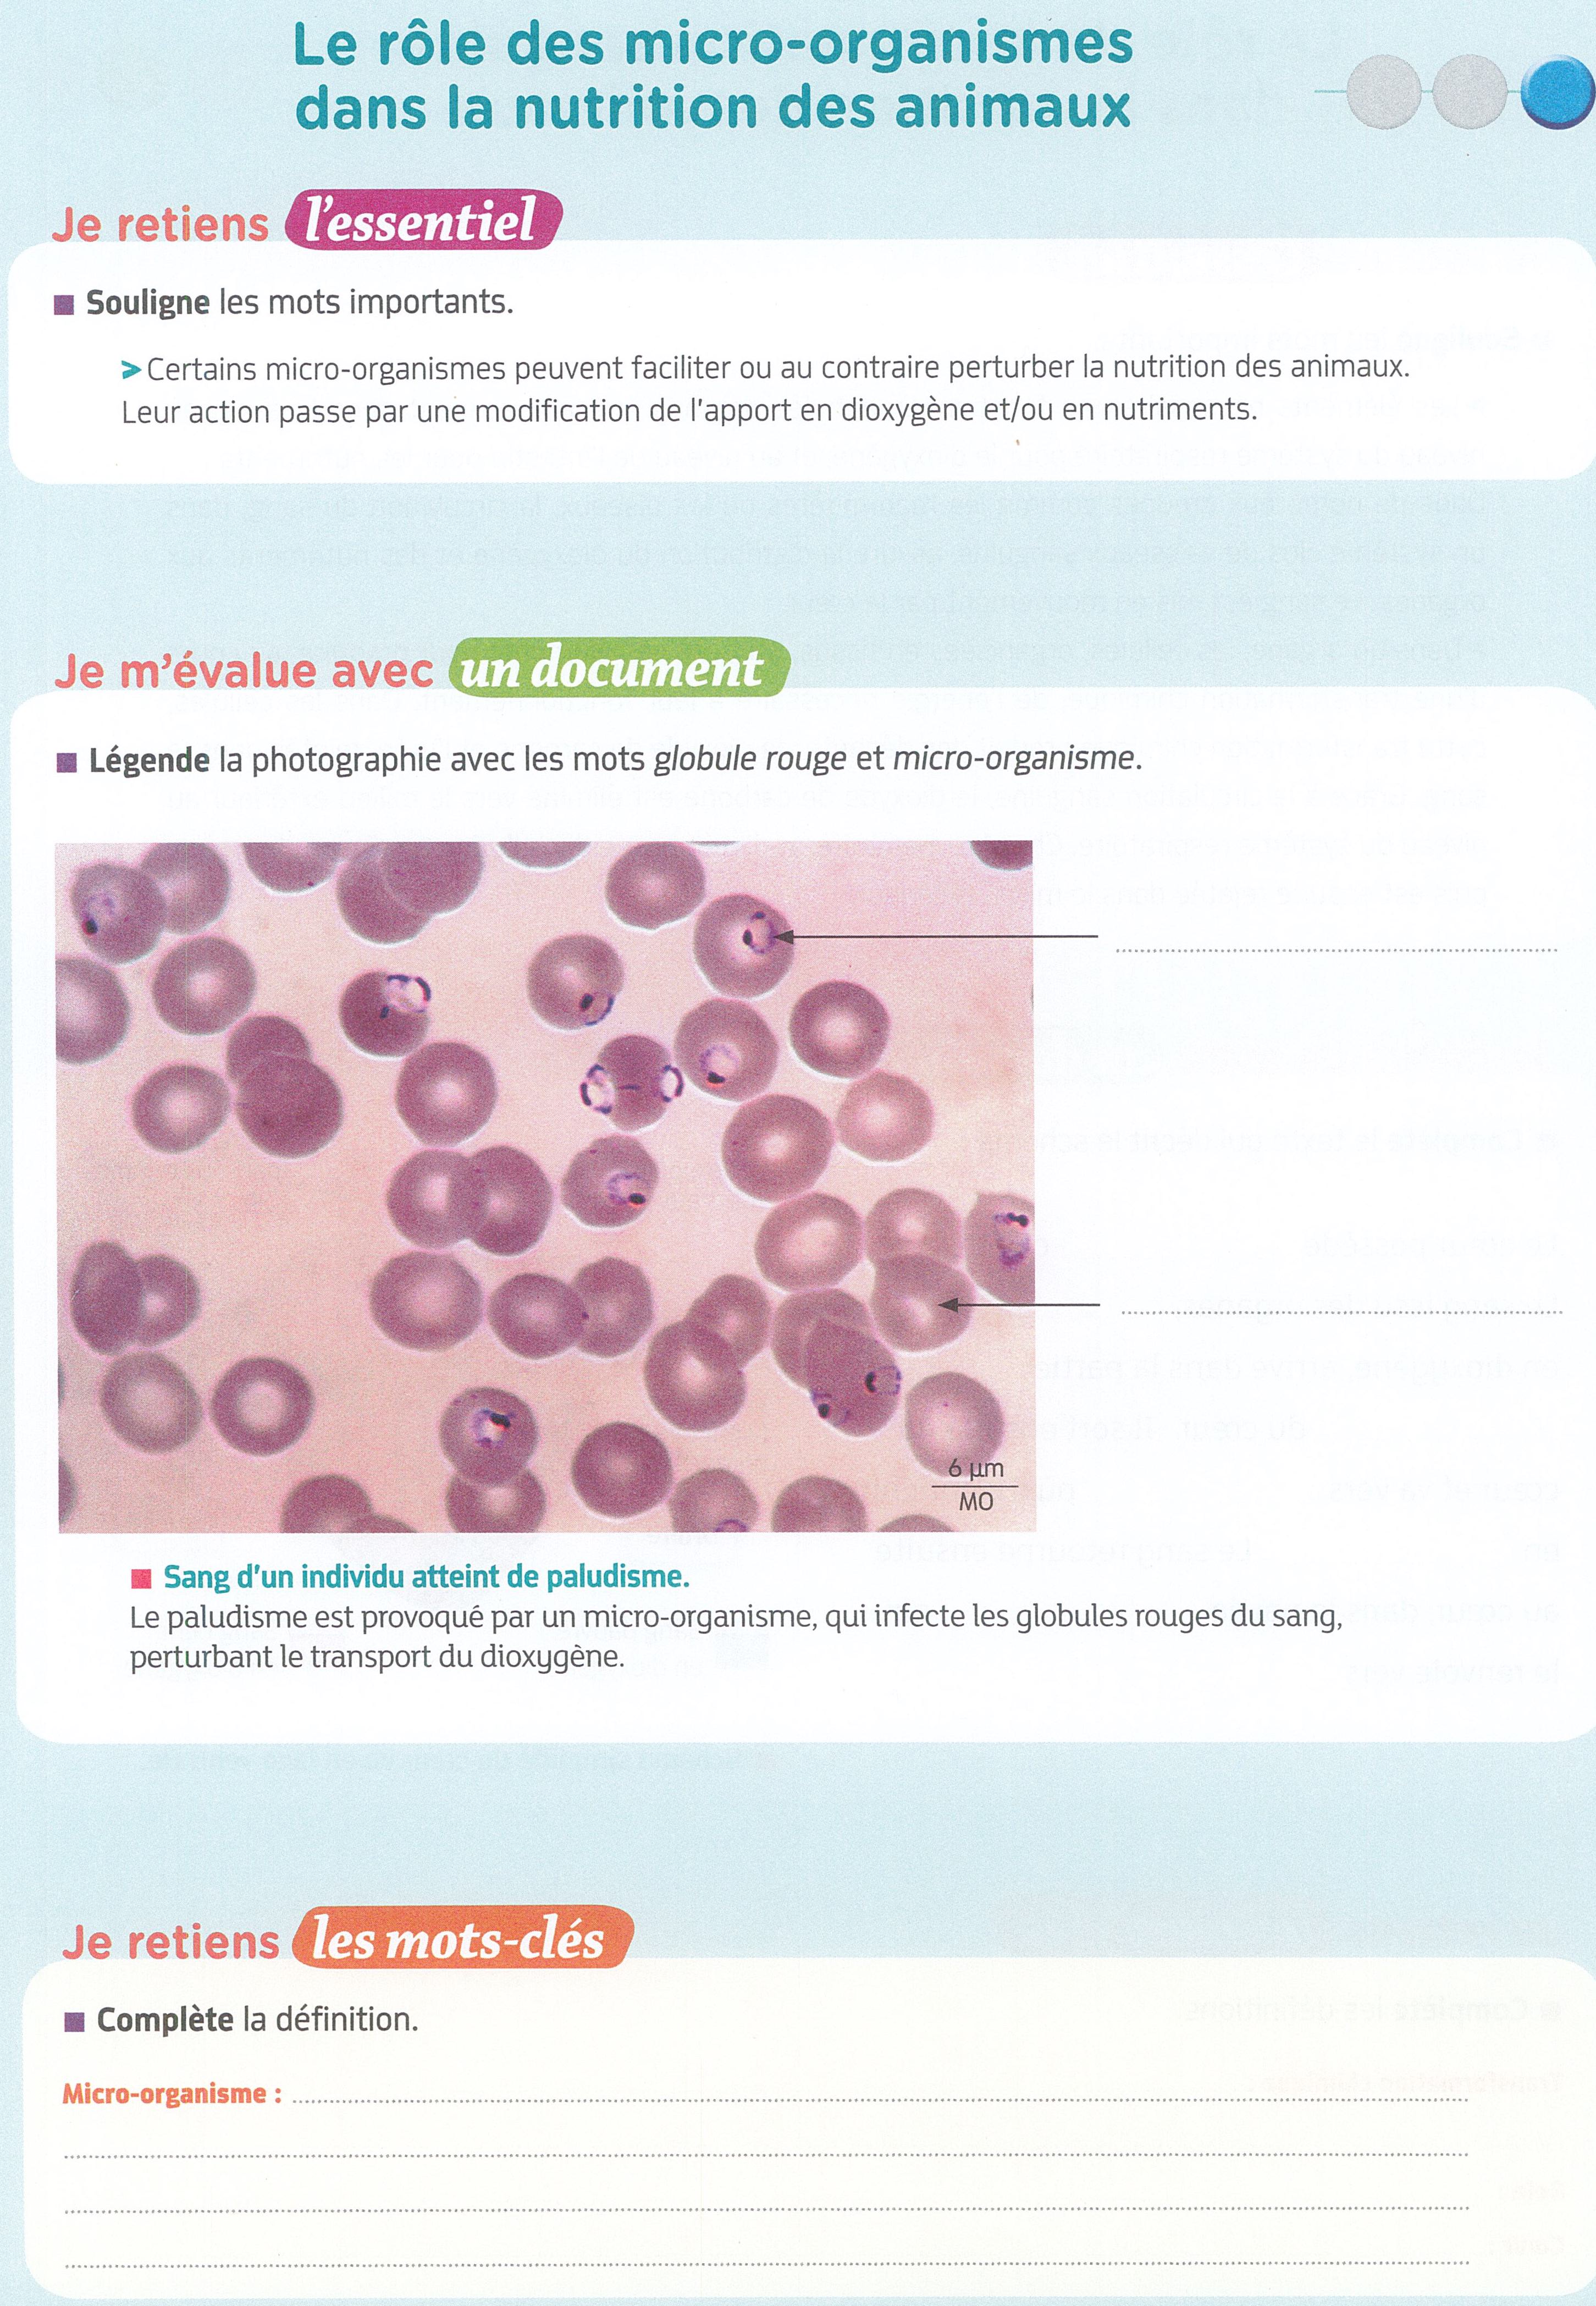 Le rôle des micro-organismes
dans la nutrition des animaux
Je retiens l'essentiel
Souligne les mots importants.
> Certains micro-organismes peuvent faciliter ou au contraire perturber la nutrition des animaux.
Leur action passe par une modification de l'apport en dioxygène et/ou en nutriments.
Je m'évalue avec un document
Légende la photographie avec les mots globule rouge et micro-organisme.
6 µm
MO
Sang d'un individu atteint de paludisme.
Le paludisme est provoqué par un micro-organisme, qui infecte les globules rouges du sang,
perturbant le transport du dioxygène.
Je retiens les mots-clés
Complète la définition.
Micro-organisme :